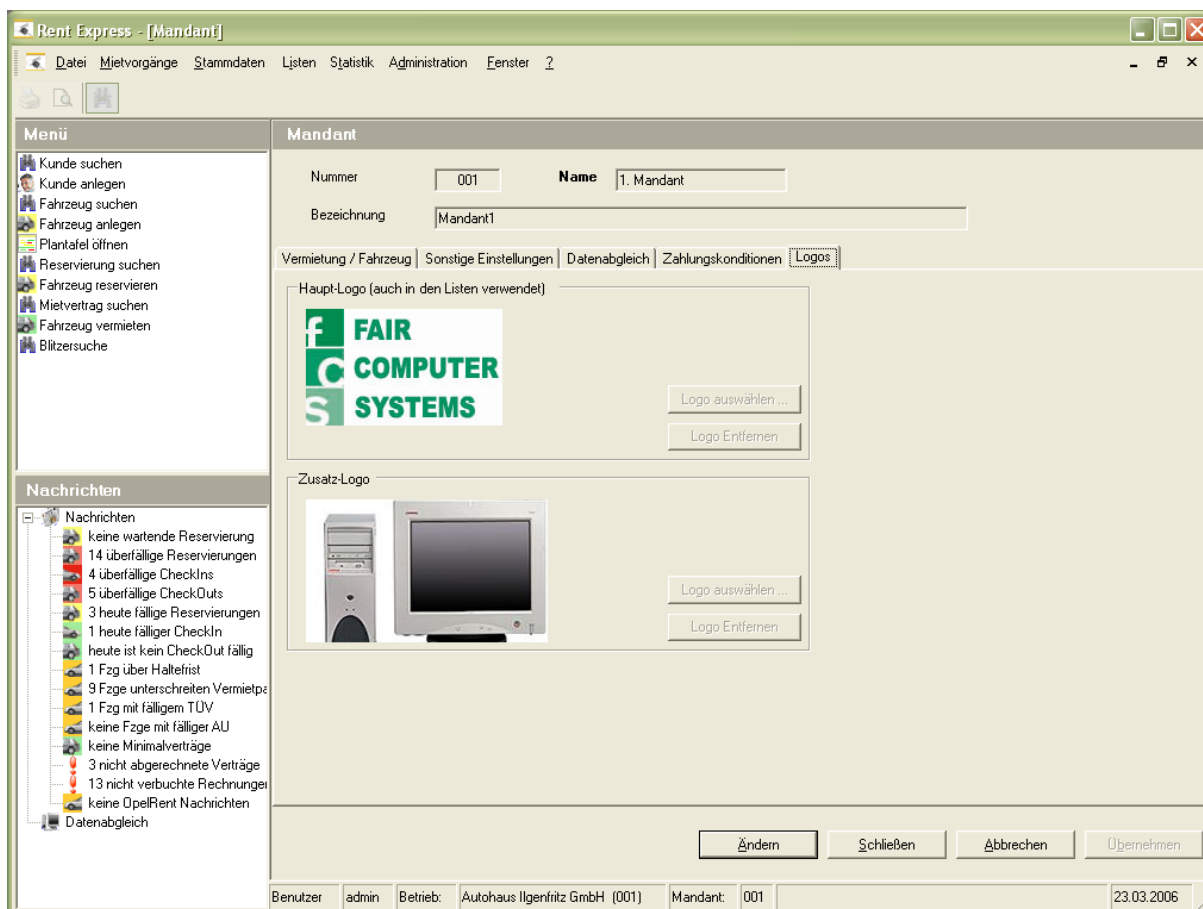 Rent Express - [Mandant]
Datei Mietvorgänge Stammdaten Listen Statistik Administration Fenster ?
Menü
Kunde suchen
Kunde anlegen
Fahrzeug suchen
Fahrzeug anlegen
Plantafel öffnen
Reservierung suchen
Fahrzeug reservieren
Mietvertrag suchen
Fahrzeug vermieten
Blitzersuche
Nachrichten
Nachrichten
keine wartende Reservierung
14 überfällige Reservierungen
4 überfällige CheckIns
5 überfällige CheckOuts
3 heute fällige Reservierungen
1 heute fälliger CheckIn
heute ist kein CheckOut fällig
1 Fzg über Haltefrist
9 Fzge unterschreiten Vermietpa
1 Fzg mit fälligem TÜV
keine Fzge mit fälliger AU
keine Minimalverträge
3 nicht abgerechnete Verträge
13 nicht verbuchte Rechnungen
keine OpelRent Nachrichten
Datenabgleich
Mandant
Nummer 001 Name 1. Mandant
Bezeichnung Mandant1
Vermietung / Fahrzeug Sonstige Einstellungen Datenabgleich Zahlungskonditionen Logos
Haupt-Logo (auch in den Listen verwendet)
f FAIR
C COMPUTER
S SYSTEMS
Logo auswählen ...
Logo Entfernen
Zusatz-Logo
Logo auswählen ...
Logo Entfernen
Ändern Schließen Abbrechen Übernehmen
Benutzer admin Betrieb: Autohaus Ilgenfritz GmbH (001) Mandant: 001 23.03.2006